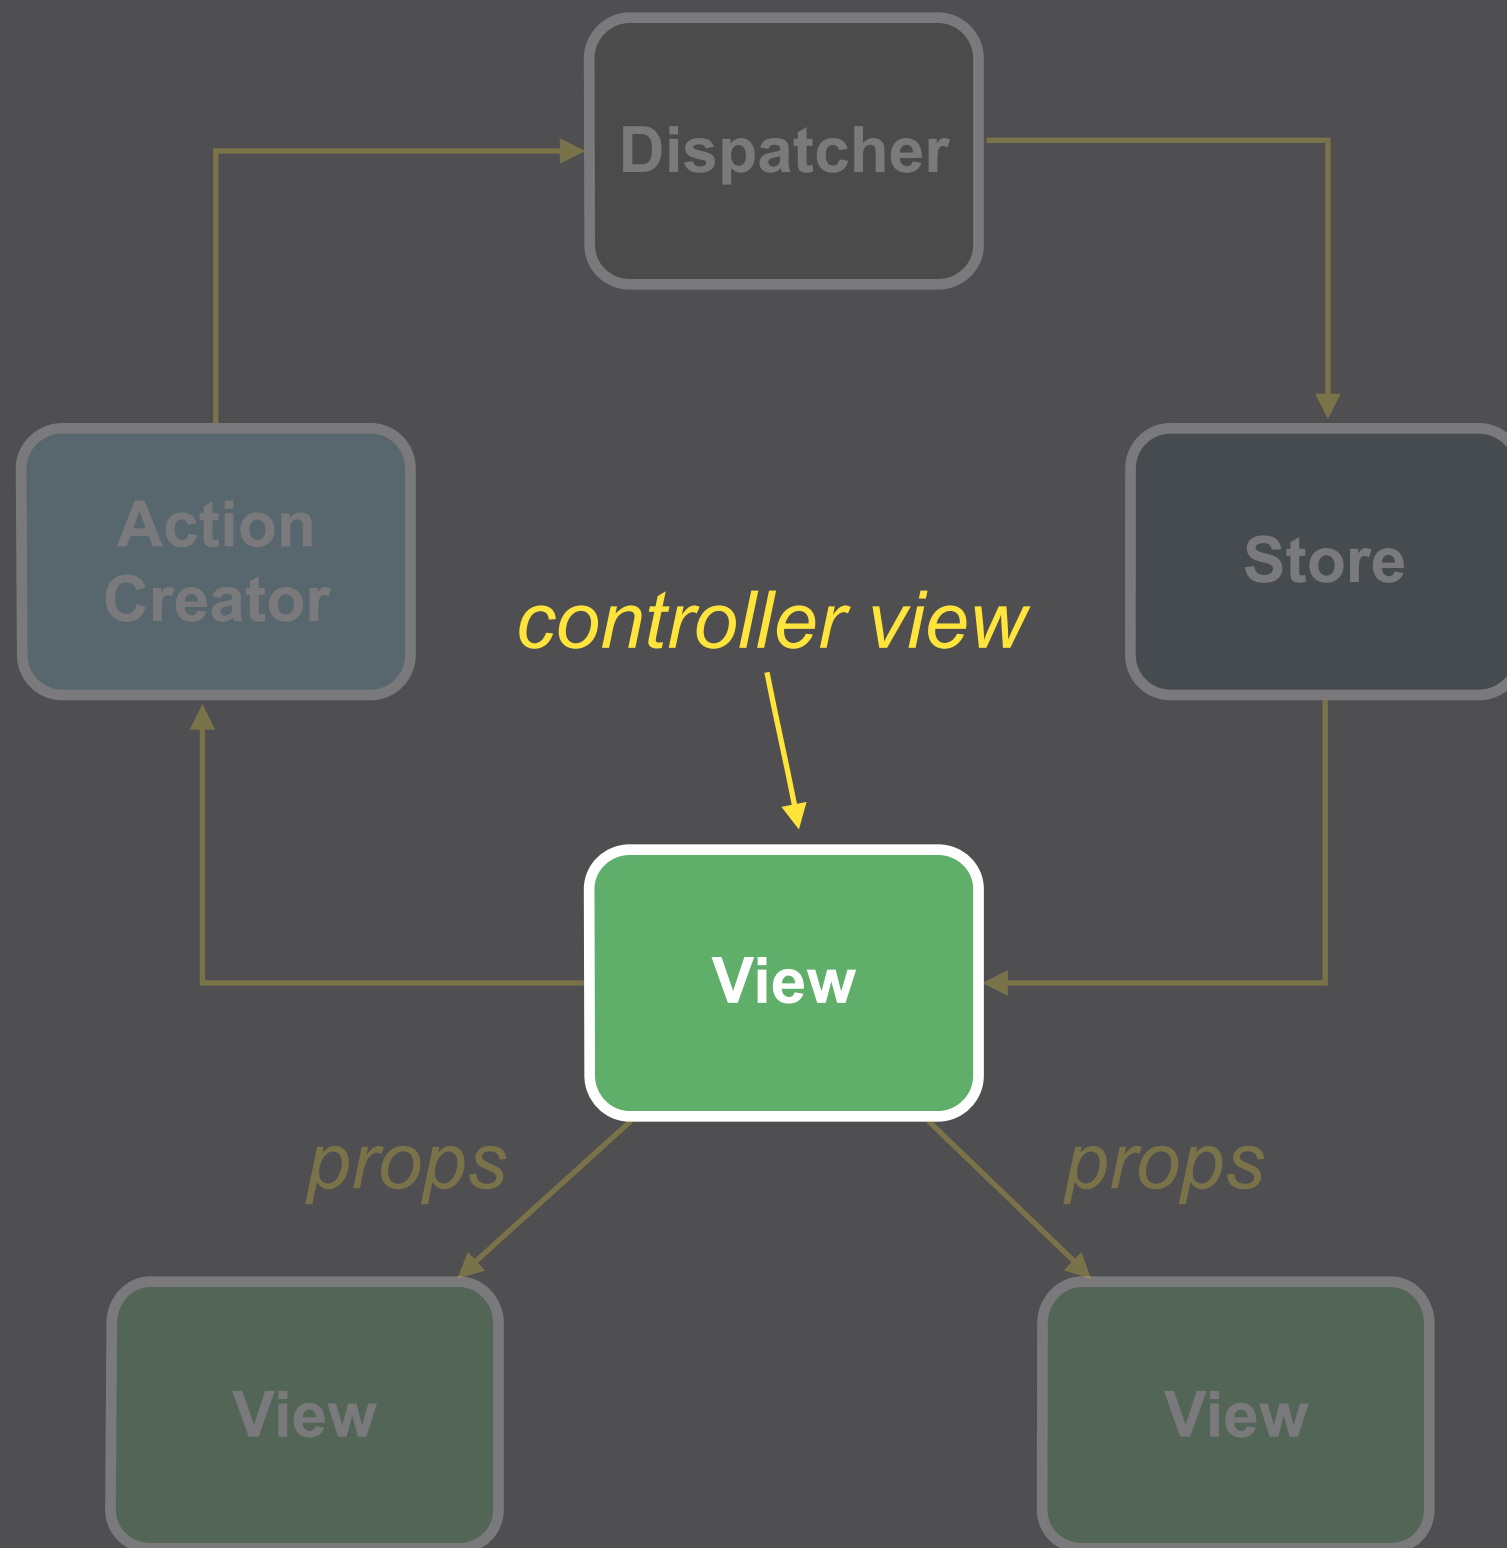 Dispatcher
Action
Creator
Store
controller view
View
props
props
View
View